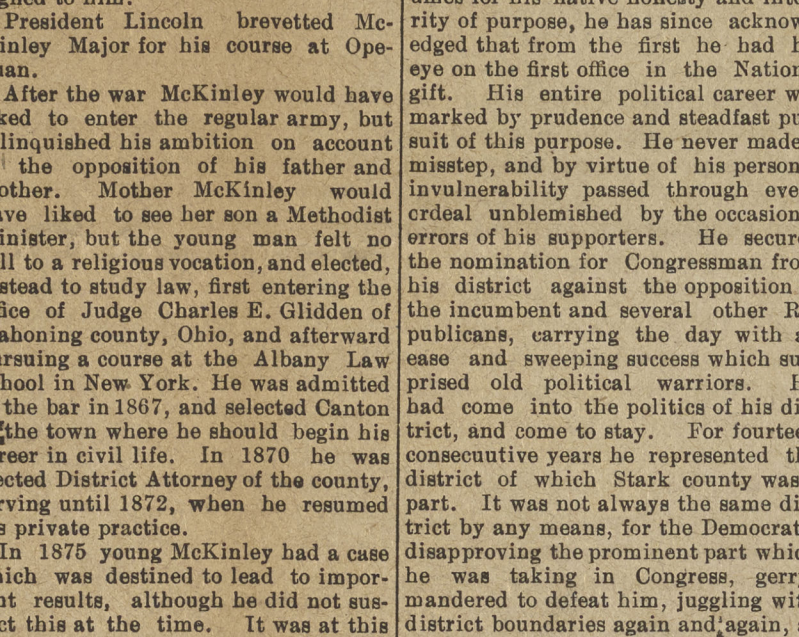 President Lincoln brevetted Mc-
inley Major for his course at Ope-
an.
After the war McKinley would have
ked to enter the regular army, but
linquished his ambition on account
the opposition of his father and
other. Mother McKinley would
ve liked to see her son a Methodist
inister, but the young man felt no
ll to a religious vocation, and elected,
stead to study law, first entering the
ice of Judge Charles E. Glidden of
ahoning county, Ohio, and afterward
rsuing a course at the Albany Law
hool in New York. He was admitted
the bar in 1867, and selected Canton
the town where he should begin his
reer in civil life. In 1870 he was
cted District Attorney of the county,
rving until 1872, when he resumed
s private practice.
In 1875 young McKinley had a case
ich was destined to lead to impor-
nt results, although he did not sus-
ct this at the time. It was at this
rity of purpose, he has since acknow
edged that from the first he had h
eye on the first office in the Nation
gift. His entire political career w
marked by prudence and steadfast pu
suit of this purpose. He never made
misstep, and by virtue of his person
invulnerability passed through eve
ordeal unblemished by the occasion
errors of his supporters. He secur
the nomination for Congressman fro
his district against the opposition
the incumbent and several other R
publicans, carrying the day with a
ease and sweeping success which su
prised old political warriors. H
had come into the politics of his di
trict, and come to stay. For fourtee
consecuutive years he represented th
district of which Stark county was
part. It was not always the same di
trict by any means, for the Democrat
disapproving the prominent part whic
he was taking in Congress, gerr
mandered to defeat him, juggling wit
district boundaries again and again,